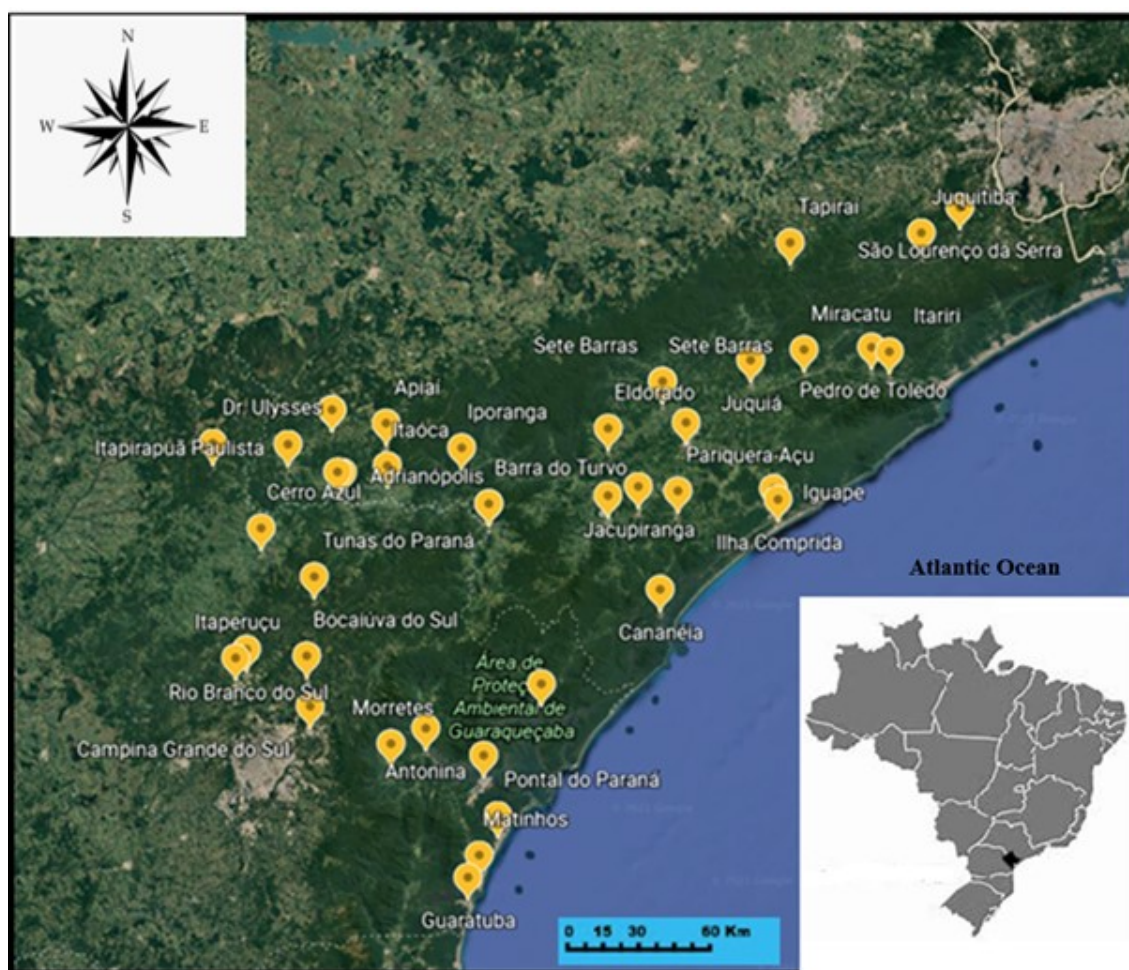 N
W
E
S
Juquitiba
Tapirai
São Lourenço da Serra
Miracatu
Itariri
Sete Barras
Sete Barras
Eldorado
Juquiá
Pedro de Toledo
Apiaí
Dr. Ulysses
Iporanga
Itaóca
Itapirapuã Paulista
Adrianópolis
Barra do Turvo
Pariquera-Açu
Cerro Azul
Iguape
Jacupiranga
Tunas do Paraná
Ilha Comprida
Atlantic Ocean
Itaperuçu
Bocaiúva do Sul
Cananéia
Área de
Proteç
Ambiental de
Guaraqueçaba
Rio Branco do Sul
Morretes
Campina Grande do Sul
Antonina
Pontal do Paraná
Matinhos
Guaratuba
0 15 30 60 Km